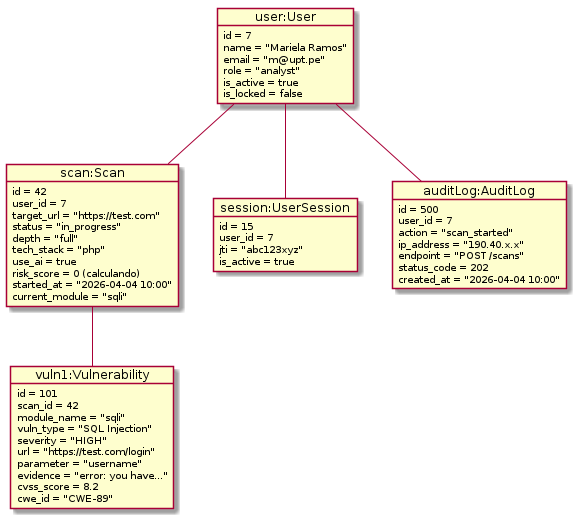 user:User
id = 7
name = "Mariela Ramos"
email = "m@upt.pe"
role = "analyst"
is_active = true
is_locked = false
scan:Scan
id = 42
user_id = 7
target_url = "https://test.com"
status = "in_progress"
depth = "full"
tech_stack = "php"
use_ai = true
risk_score = 0 (calculando)
started_at = "2026-04-04 10:00"
current_module = "sqli"
session:UserSession
id = 15
user_id = 7
jti = "abc123xyz"
is_active = true
auditLog:AuditLog
id = 500
user_id = 7
action = "scan_started"
ip_address = "190.40.x.x"
endpoint = "POST /scans"
status_code = 202
created_at = "2026-04-04 10:00"
vuln1:Vulnerability
id = 101
scan_id = 42
module_name = "sqli"
vuln_type = "SQL Injection"
severity = "HIGH"
url = "https://test.com/login"
parameter = "username"
evidence = "error: you have..."
cvss_score = 8.2
cwe_id = "CWE-89"